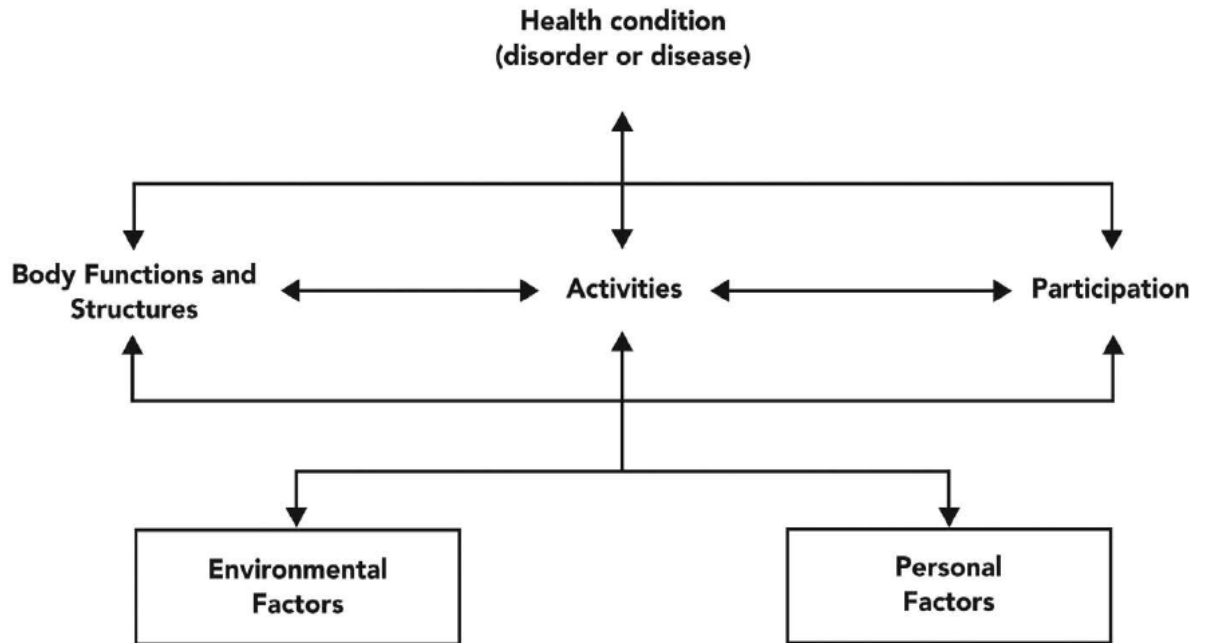 Health condition
(disorder or disease)
Body Functions and
Structures
Activities
Participation
Environmental
Factors
Personal
Factors